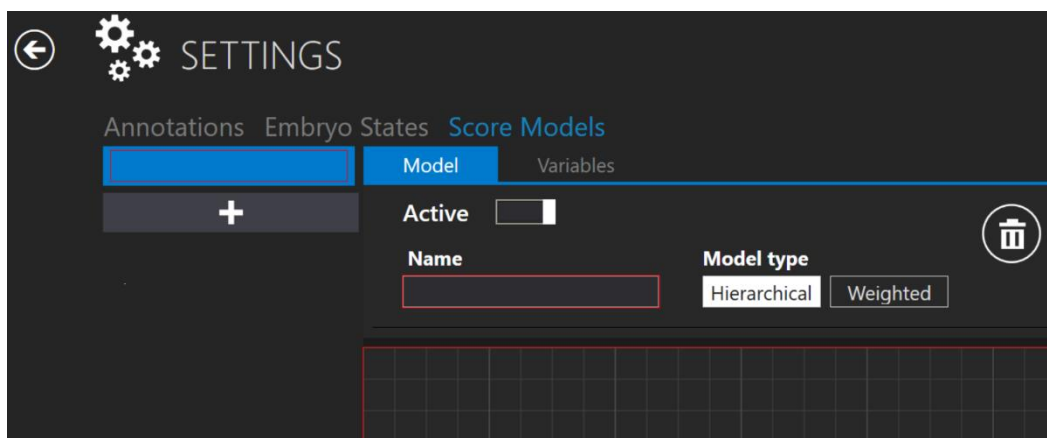 SETTINGS
Annotations Embryo States Score Models
Model Variables
Active
Name Model type
Hierarchical Weighted